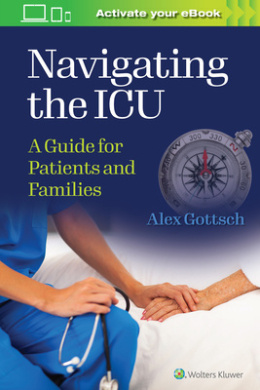 Activate your eBook
Navigating
the ICU
A Guide for
Patients and
Families
Alex Gottsch
Wolters Kluwer